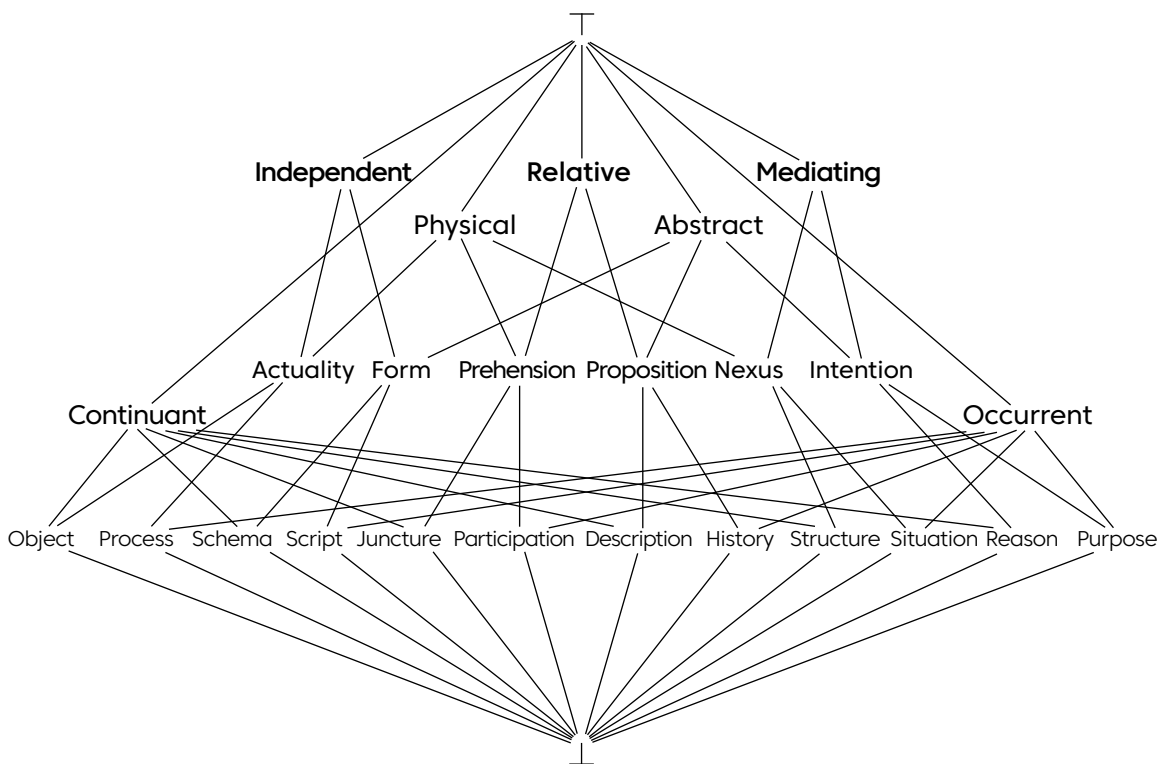 ⊤
Independent Relative Mediating
Physical Abstract
Actuality Form Prehension Proposition Nexus Intention
Continuant Occurrent
Object Process Schema Script Juncture Participation Description History Structure Situation Reason Purpose
⊥